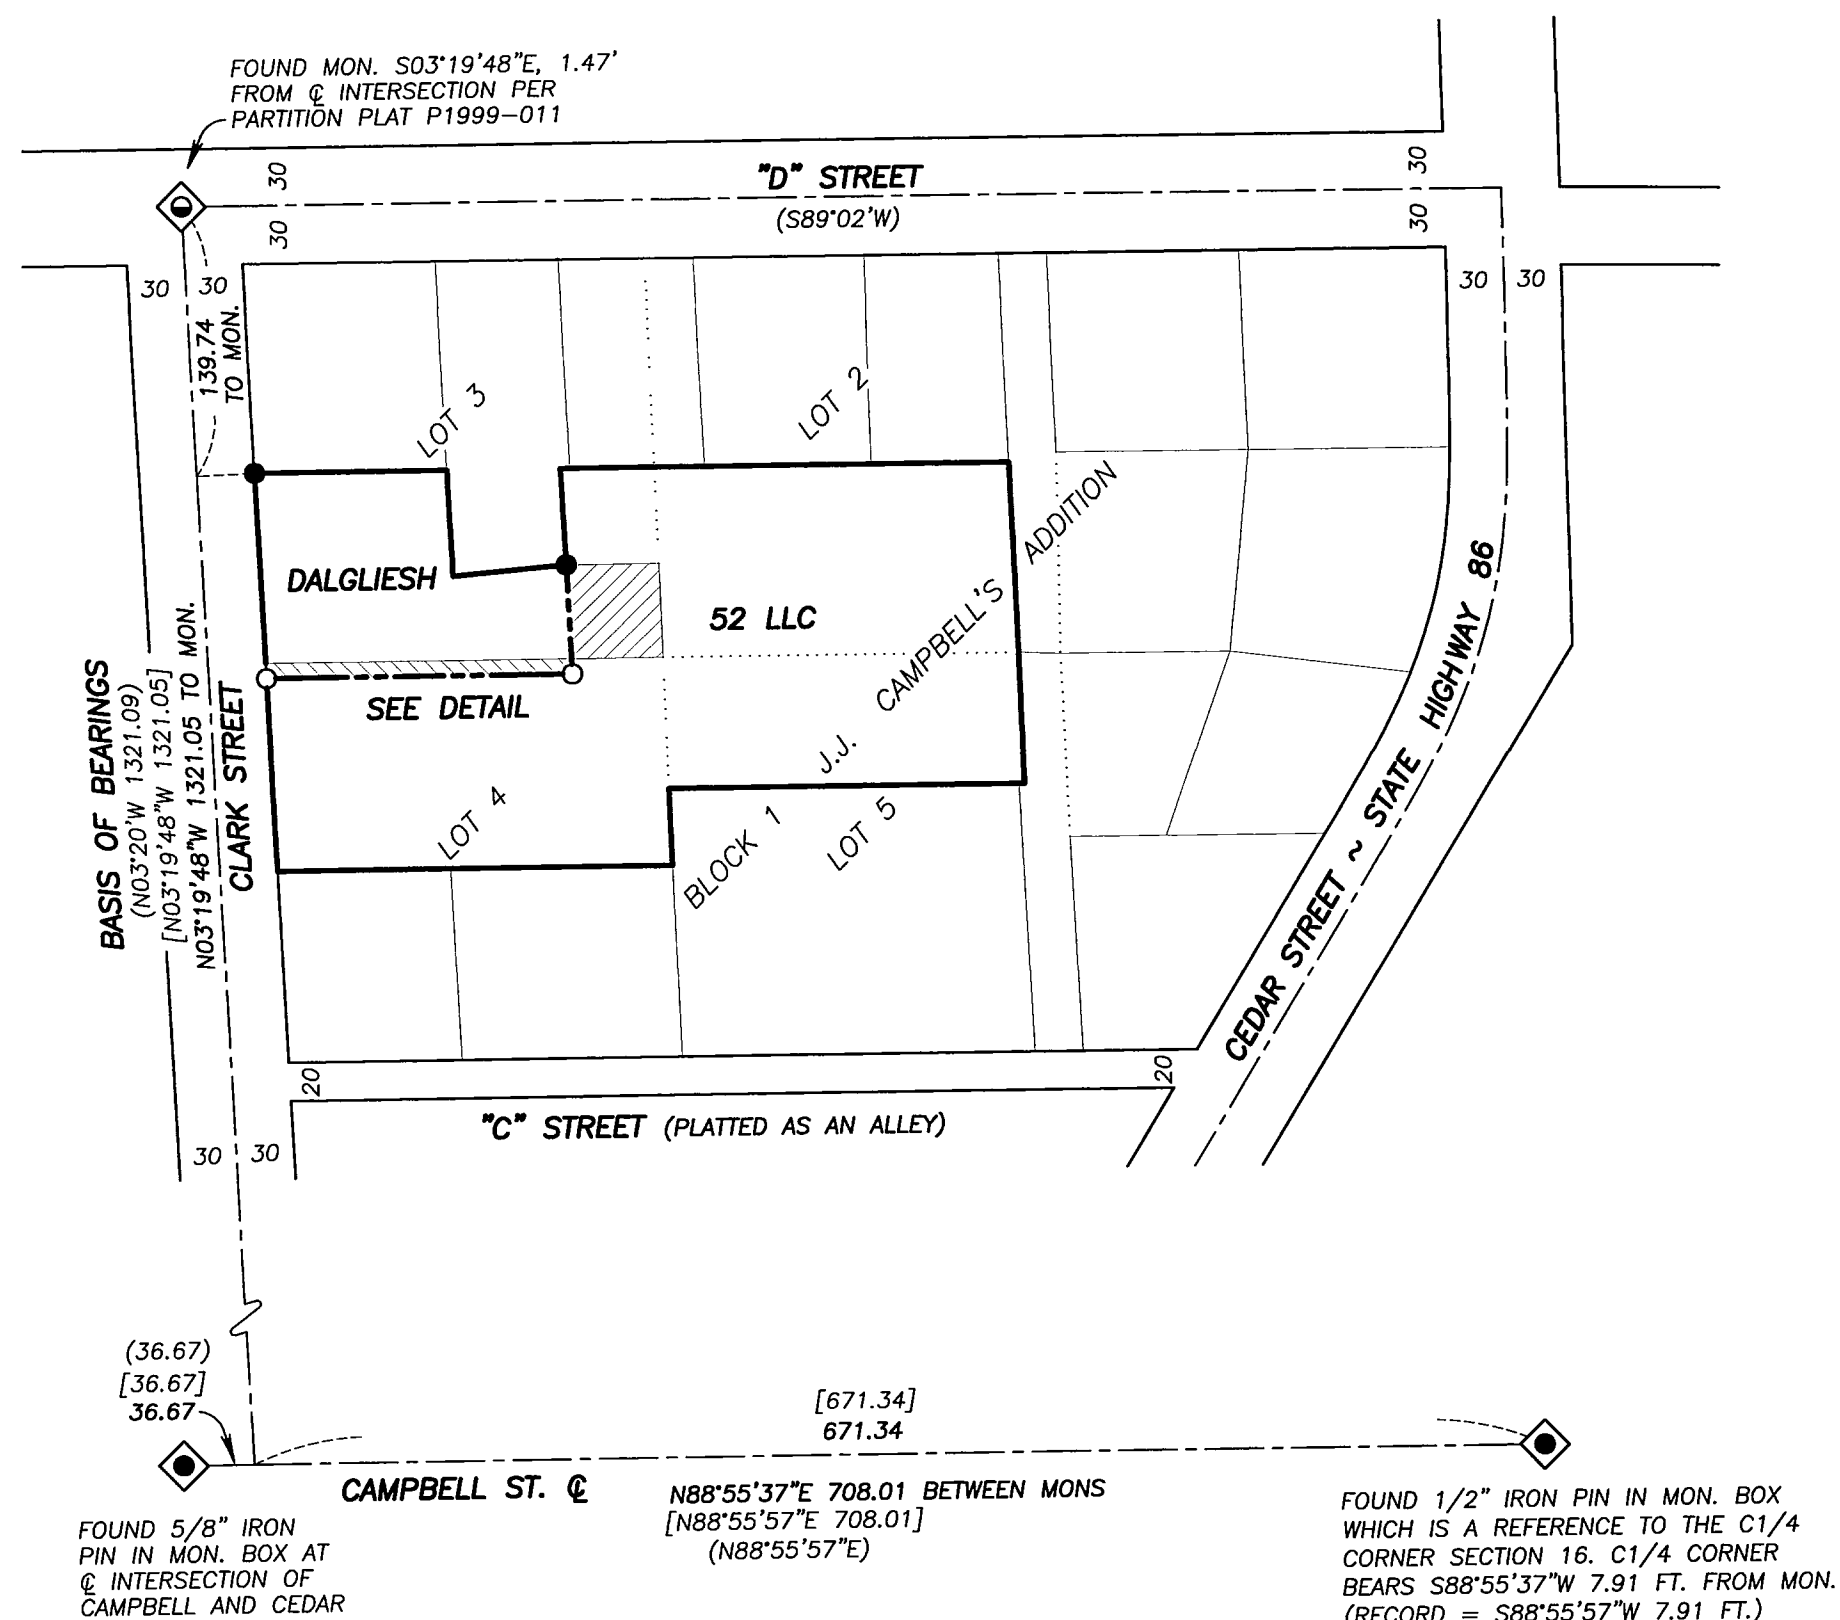 FOUND MON. S03°19'48"E, 1.47'
FROM ℄ INTERSECTION PER
PARTITION PLAT P1999-011
30
30
"D" STREET
(S89°02'W)
30
30
30
30
30
30
139.74
TO MON.
LOT 3
LOT 2
DALGLIESH
52 LLC
CAMPBELL'S ADDITION
SEE DETAIL
J.J.
LOT 4
BLOCK 1
LOT 5
BASIS OF BEARINGS
(N03°20'W 1321.09)
[N03°19'48"W 1321.05]
N03°19'48"W 1321.05 TO MON.
CLARK STREET
CEDAR STREET ~ STATE HIGHWAY 86
20
20
"C" STREET (PLATTED AS AN ALLEY)
30
30
(36.67)
[36.67]
36.67
[671.34]
671.34
CAMPBELL ST. ℄
N88°55'37"E 708.01 BETWEEN MONS
[N88°55'57"E 708.01]
(N88°55'57"E)
FOUND 5/8" IRON
PIN IN MON. BOX AT
℄ INTERSECTION OF
CAMPBELL AND CEDAR
FOUND 1/2" IRON PIN IN MON. BOX
WHICH IS A REFERENCE TO THE C1/4
CORNER SECTION 16. C1/4 CORNER
BEARS S88°55'37"W 7.91 FT. FROM MON.
(RECORD = S88°55'57"W 7.91 FT.)